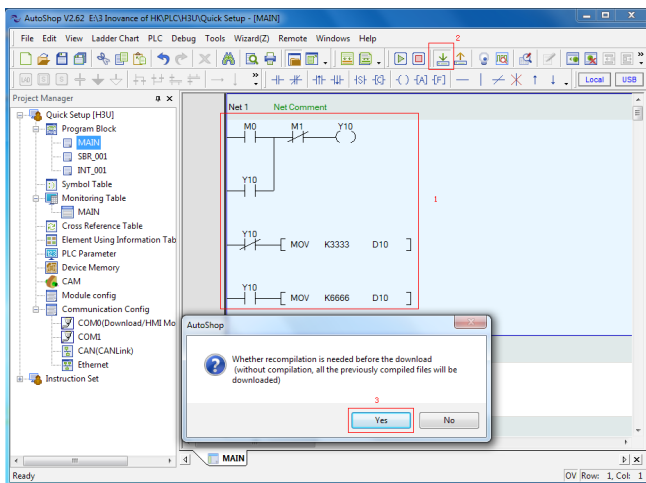 AutoShop V2.62 E:\3 Inovance of HK\PLC\H3U\Quick Setup - [MAIN]
File Edit View Ladder Chart PLC Debug Tools Wizard(Z) Remote Windows Help
2
Local USB
Project Manager
Quick Setup [H3U]
Program Block
MAIN
SBR_001
INT_001
Symbol Table
Monitoring Table
MAIN
Cross Reference Table
Element Using Information Tab
PLC Parameter
Device Memory
CAM
Module config
Communication Config
COM0(Download/HMI Mo
COM1
CAN(CANLink)
Ethernet
Instruction Set
Net 1 Net Comment
M0 M1 Y10
Y10
1
Y10
MOV K3333 D10
Y10
MOV K6666 D10
AutoShop
Whether recompilation is needed before the download
(without compilation, all the previously compiled files will be
downloaded)
3
Yes No
MAIN
Ready
OV Row: 1, Col: 1